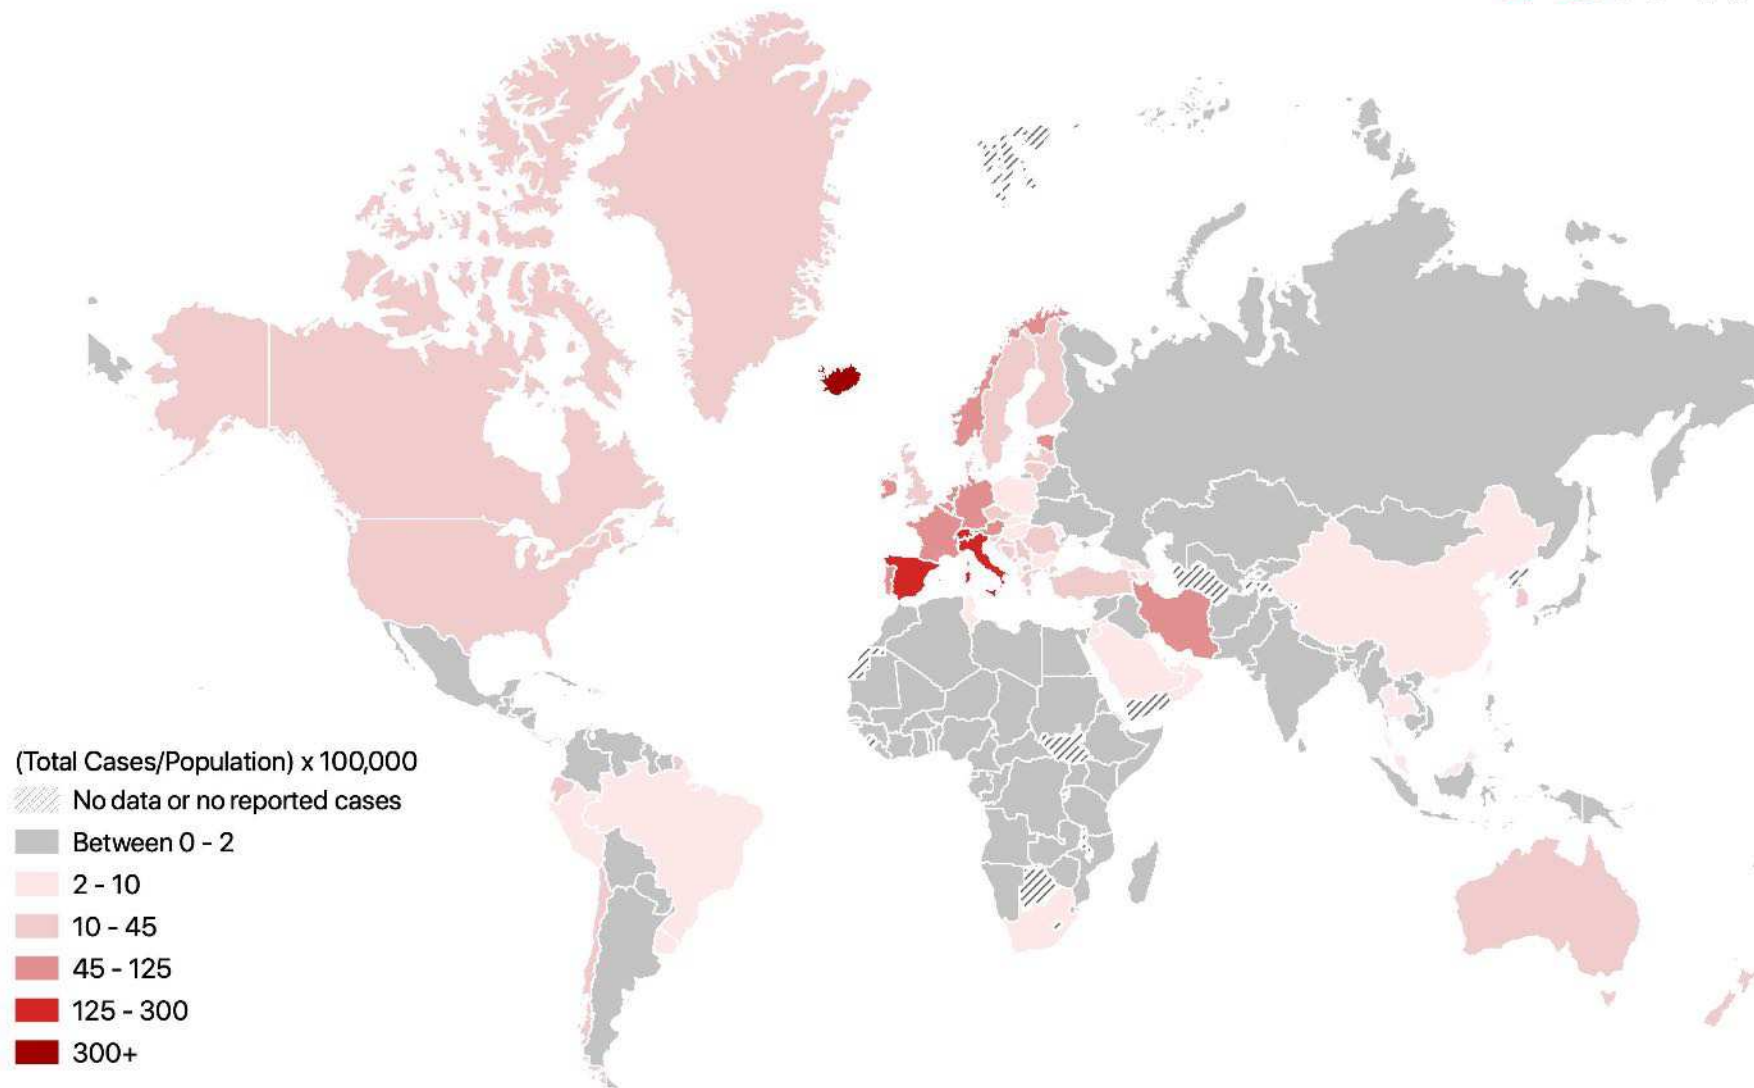 (Total Cases/Population) x 100,000
No data or no reported cases
Between 0 - 2
2 - 10
10 - 45
45 - 125
125 - 300
300+